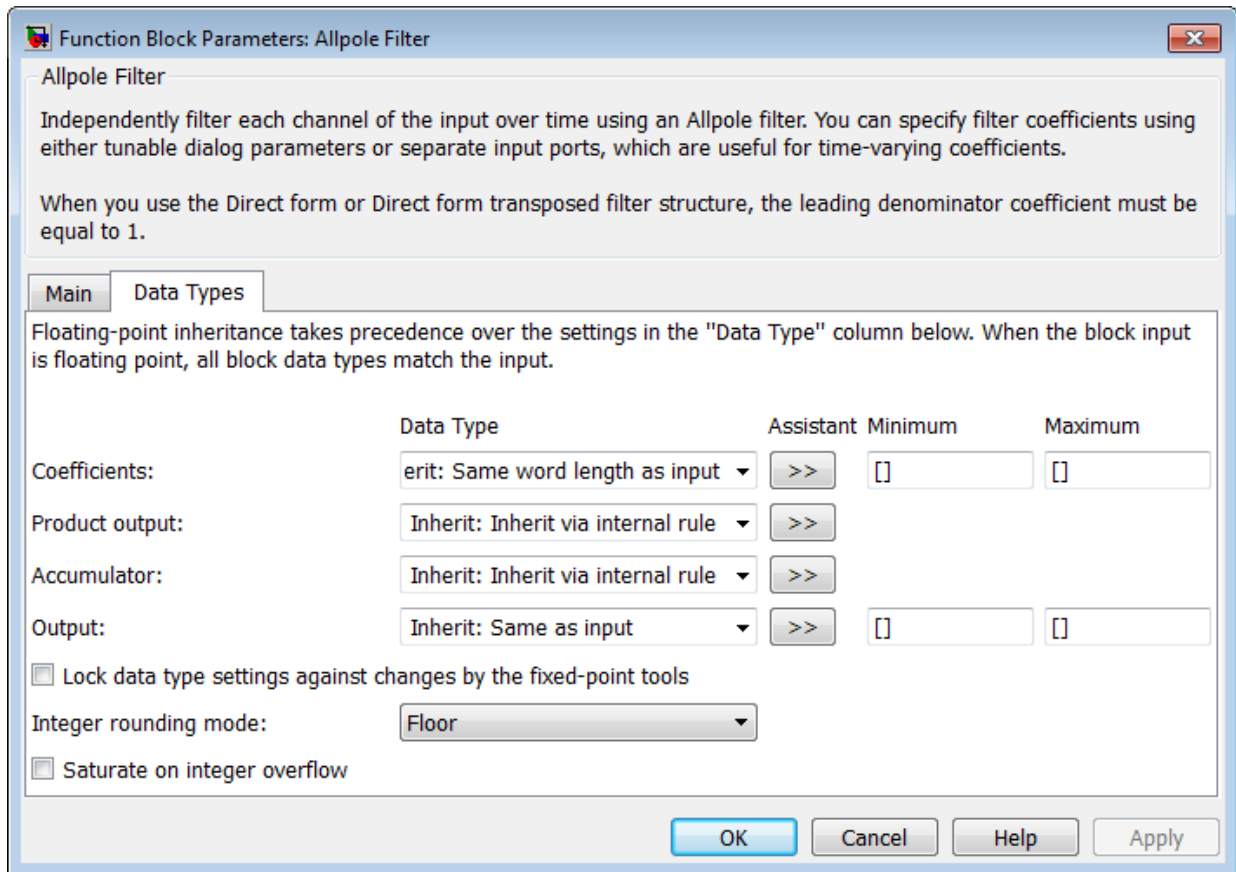 Function Block Parameters: Allpole Filter
Allpole Filter
Independently filter each channel of the input over time using an Allpole filter. You can specify filter coefficients using
either tunable dialog parameters or separate input ports, which are useful for time-varying coefficients.
When you use the Direct form or Direct form transposed filter structure, the leading denominator coefficient must be
equal to 1.
Main Data Types
Floating-point inheritance takes precedence over the settings in the "Data Type" column below. When the block input
is floating point, all block data types match the input.
Data Type Assistant Minimum Maximum
Coefficients: erit: Same word length as input >> [] []
Product output: Inherit: Inherit via internal rule >>
Accumulator: Inherit: Inherit via internal rule >>
Output: Inherit: Same as input >> [] []
Lock data type settings against changes by the fixed-point tools
Integer rounding mode: Floor
Saturate on integer overflow
OK Cancel Help Apply